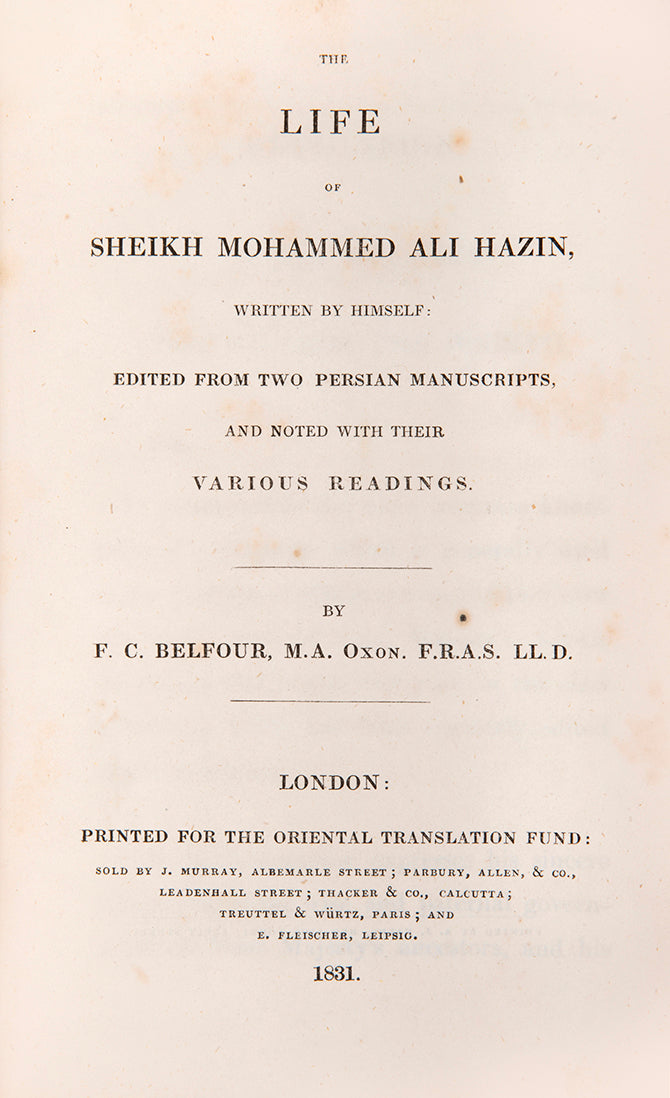 THE
LIFE
OF
SHEIKH MOHAMMED ALI HAZIN,
WRITTEN BY HIMSELF:
EDITED FROM TWO PERSIAN MANUSCRIPTS,
AND NOTED WITH THEIR
VARIOUS READINGS.
BY
F. C. BELFOUR, M.A. OXON. F.R.A.S. LL.D.
LONDON:
PRINTED FOR THE ORIENTAL TRANSLATION FUND:
SOLD BY J. MURRAY, ALBEMARLE STREET; PARBURY, ALLEN, & CO.,
LEADENHALL STREET; THACKER & CO., CALCUTTA;
TREUTTEL & WÜRTZ, PARIS; AND
E. FLEISCHER, LEIPSIG.
1831.